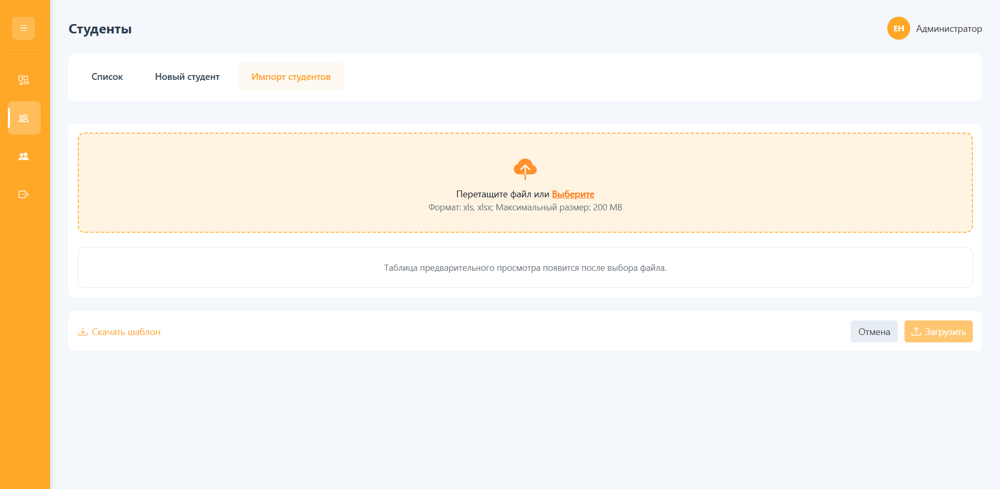 Студенты
ЕН Администратор
Список Новый студент Импорт студентов
Перетащите файл или Выберите
Формат: xls, xlsx; Максимальный размер: 200 MB
Таблица предварительного просмотра появится после выбора файла.
Скачать шаблон Отмена Загрузить